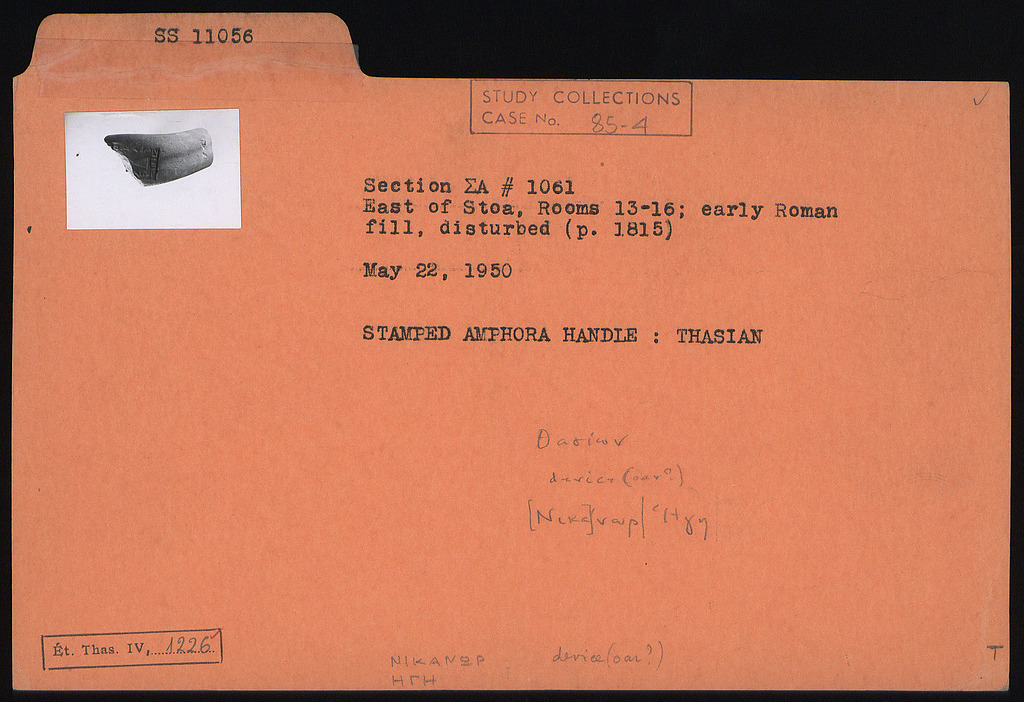 SS 11056
STUDY COLLECTIONS
CASE No. 85-4
Section ΣΑ # 1061
East of Stoa, Rooms 13-16; early Roman
fill, disturbed (p. 1815)
May 22, 1950
STAMPED AMPHORA HANDLE : THASIAN
Θασίων
device (oar?)
[Νικά]νωρ| Ἡγη
Ét. Thas. IV, 1226
ΝΙΚΑΝΩΡ device (oar?)
ΗΓΗ
T